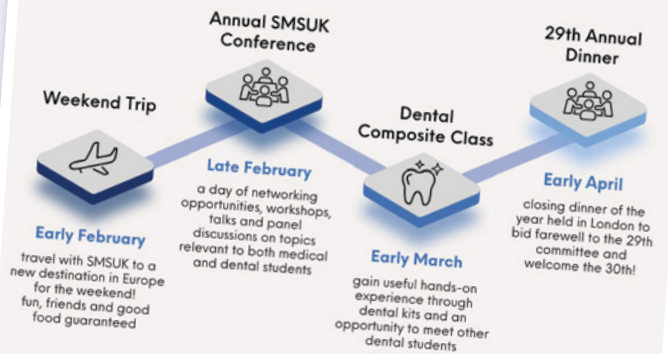 Weekend Trip
Early February
travel with SMSUK to a
new destination in Europe
for the weekend!
fun, friends and good
food guaranteed
Annual SMSUK
Conference
Late February
a day of networking
opportunities, workshops,
talks and panel
discussions on topics
relevant to both medical
and dental students
Dental
Composite Class
Early March
gain useful hands-on
experience through
dental kits and an
opportunity to meet other
dental students
29th Annual
Dinner
Early April
closing dinner of the
year held in London to
bid farewell to the 29th
committee and
welcome the 30th!